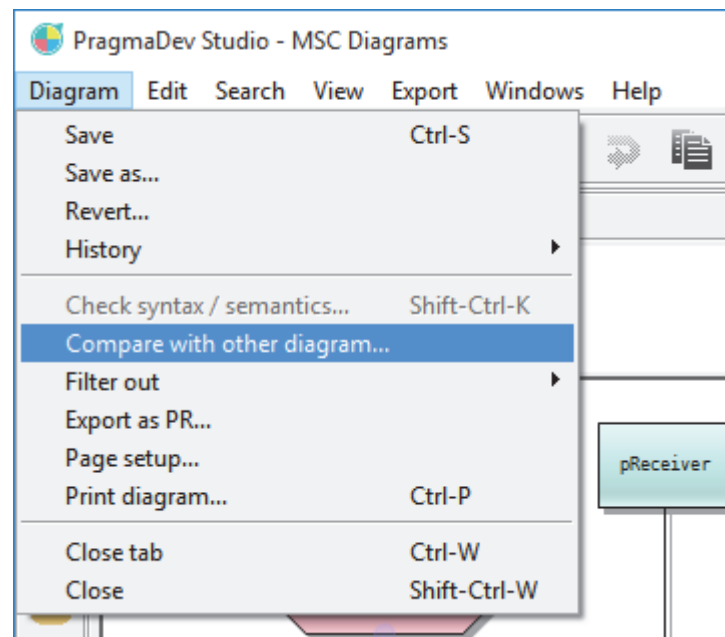 PragmaDev Studio - MSC Diagrams
Diagram Edit Search View Export Windows Help
Save Ctrl-S
Save as...
Revert...
History
Check syntax / semantics... Shift-Ctrl-K
Compare with other diagram...
Filter out
Export as PR...
Page setup...
pReceiver
Print diagram... Ctrl-P
Close tab Ctrl-W
Close Shift-Ctrl-W